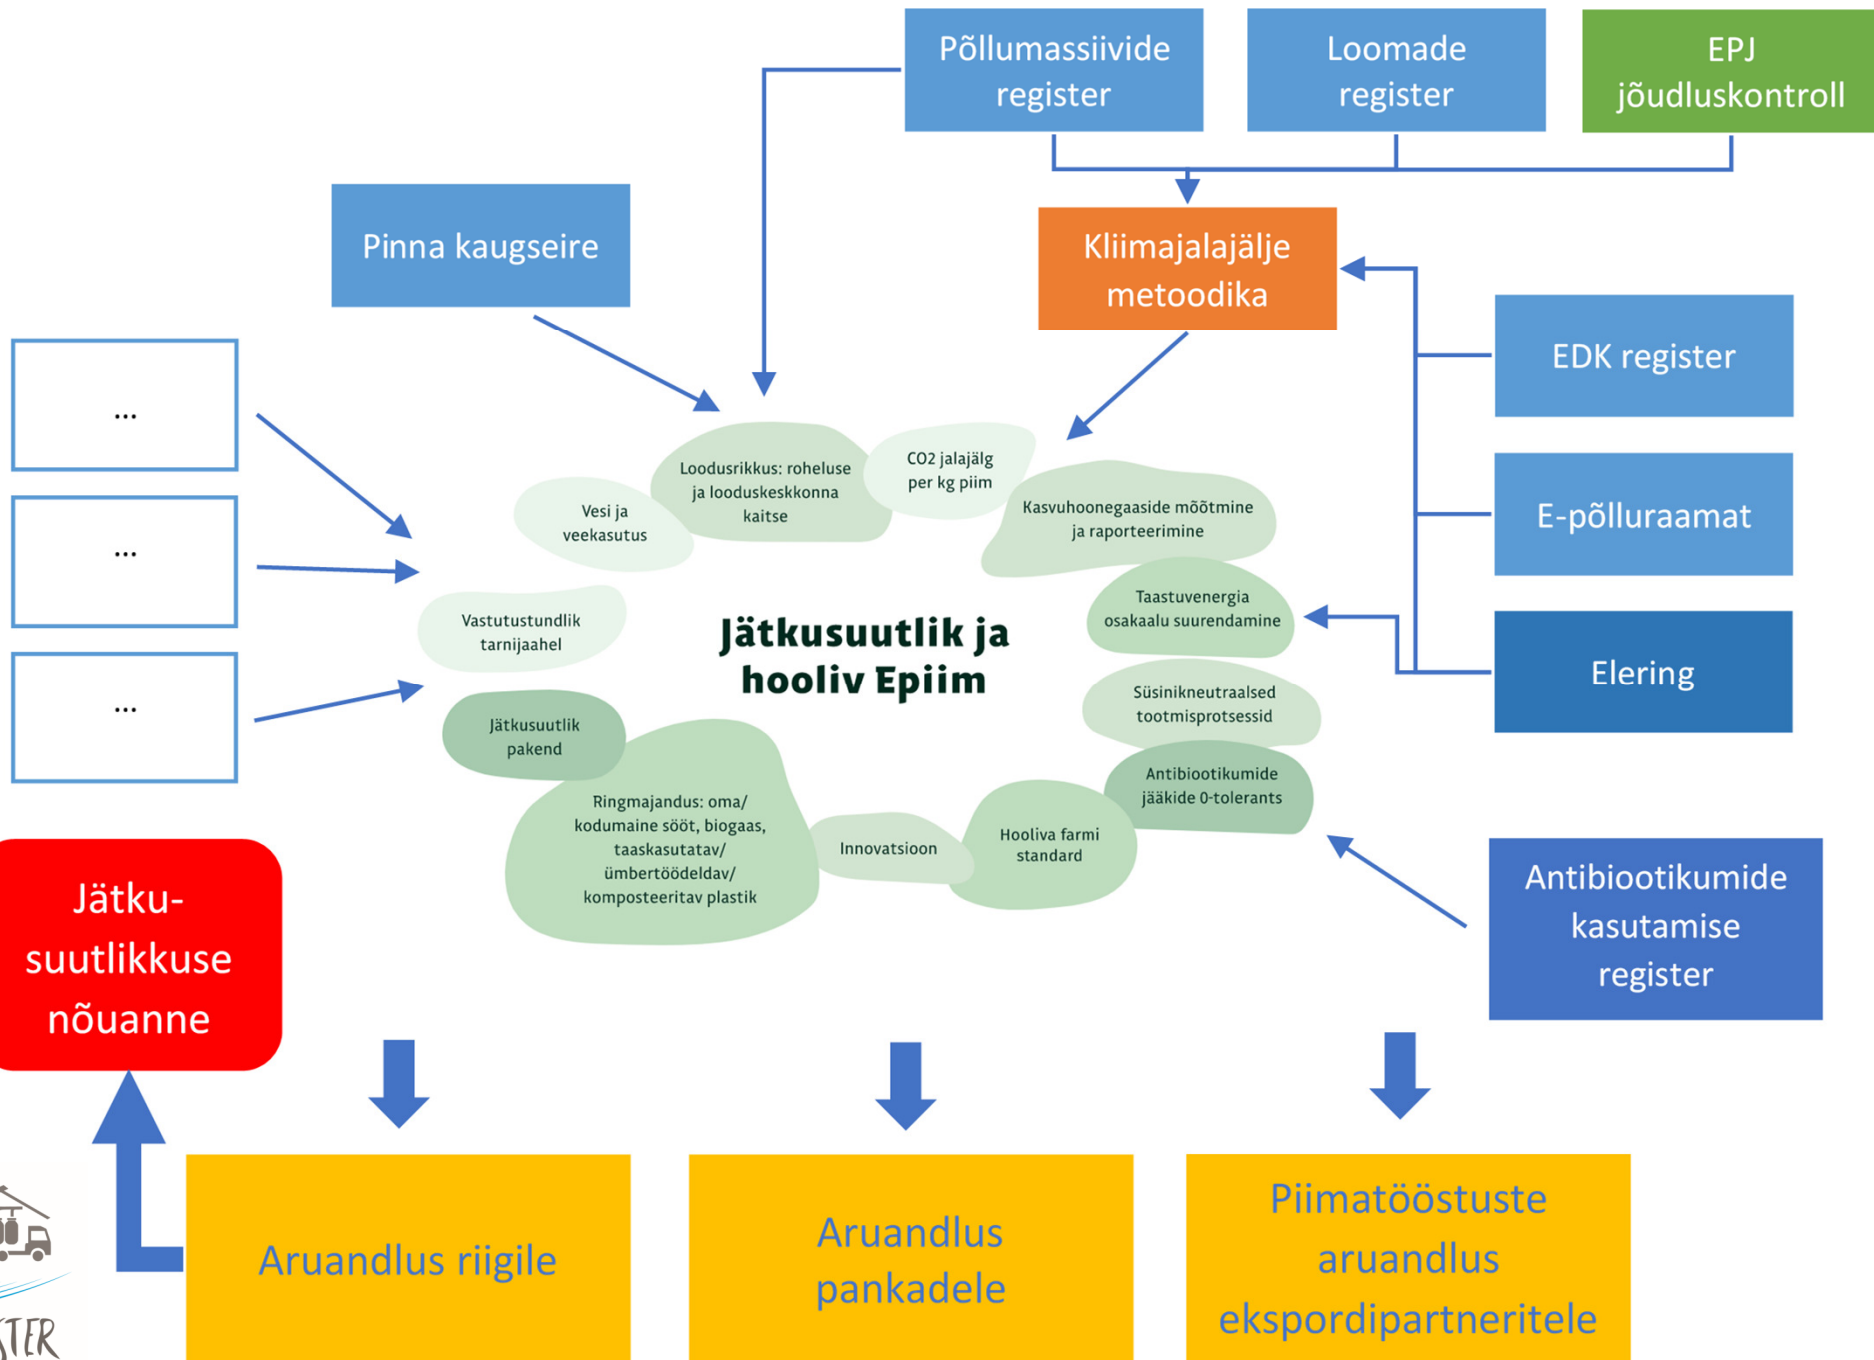 Põllumassiivide
register
Loomade
register
EPJ
jõudluskontroll
Pinna kaugseire
Kliimajalajälje
metoodika
EDK register
E-põlluraamat
Elering
...
...
...
Loodusrikkus: roheluse
ja looduskeskkonna
kaitse
CO2 jalajälg
per kg piim
Kasvuhoonegaaside mõõtmine
ja raporteerimine
Vesi ja
veekasutus
Taastuvenergia
osakaalu suurendamine
Vastutustundlik
tarnijaahel
Jätkusuutlik ja
hooliv Epiim
Süsinikneutraalsed
tootmisprotsessid
Jätkusuutlik
pakend
Antibiootikumide
jääkide 0-tolerants
Ringmajandus: oma/
kodumaine sööt, biogaas,
taaskasutatav/
ümbertöödeldav/
komposteeritav plastik
Innovatsioon
Hooliva farmi
standard
Jätku-
suutlikkuse
nõuanne
Antibiootikumide
kasutamise
register
Aruandlus riigile
Aruandlus
pankadele
Piimatööstuste
aruandlus
ekspordipartneritele